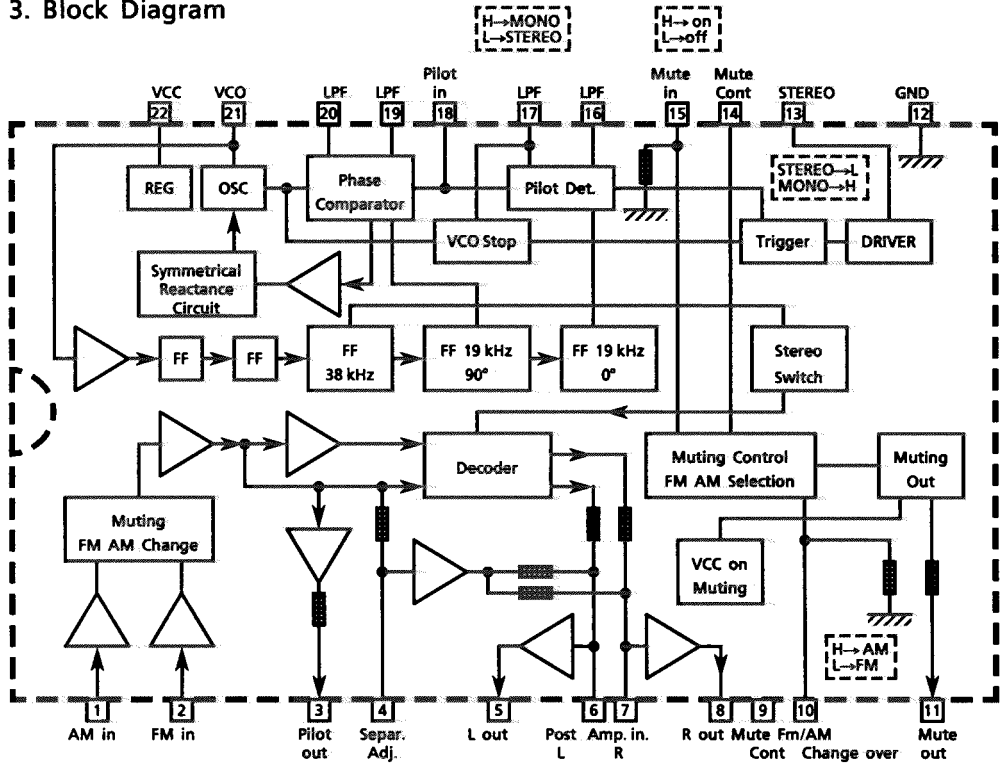 3. Block Diagram
H→MONO
L→STEREO
H→on
L→off
VCC
VCO
LPF
LPF
Pilot
in
LPF
LPF
Mute
in
Mute
Cont
STEREO
GND
22
21
20
19
18
17
16
15
14
13
12
REG
OSC
Phase
Comparator
Pilot Det.
STEREO→L
MONO→H
VCO Stop
Trigger
DRIVER
Symmetrical
Reactance
Circuit
FF
FF
FF
38 kHz
FF 19 kHz
90°
FF 19 kHz
0°
Stereo
Switch
Decoder
Muting Control
FM AM Selection
Muting
Out
Muting
FM AM Change
VCC on
Muting
H→AM
L→FM
1
2
3
4
5
6
7
8
9
10
11
AM in
FM in
Pilot
out
Separ.
Adj.
L out
Post Amp. in.
L R
R out
Mute
Cont
Fm/AM
Change over
Mute
out